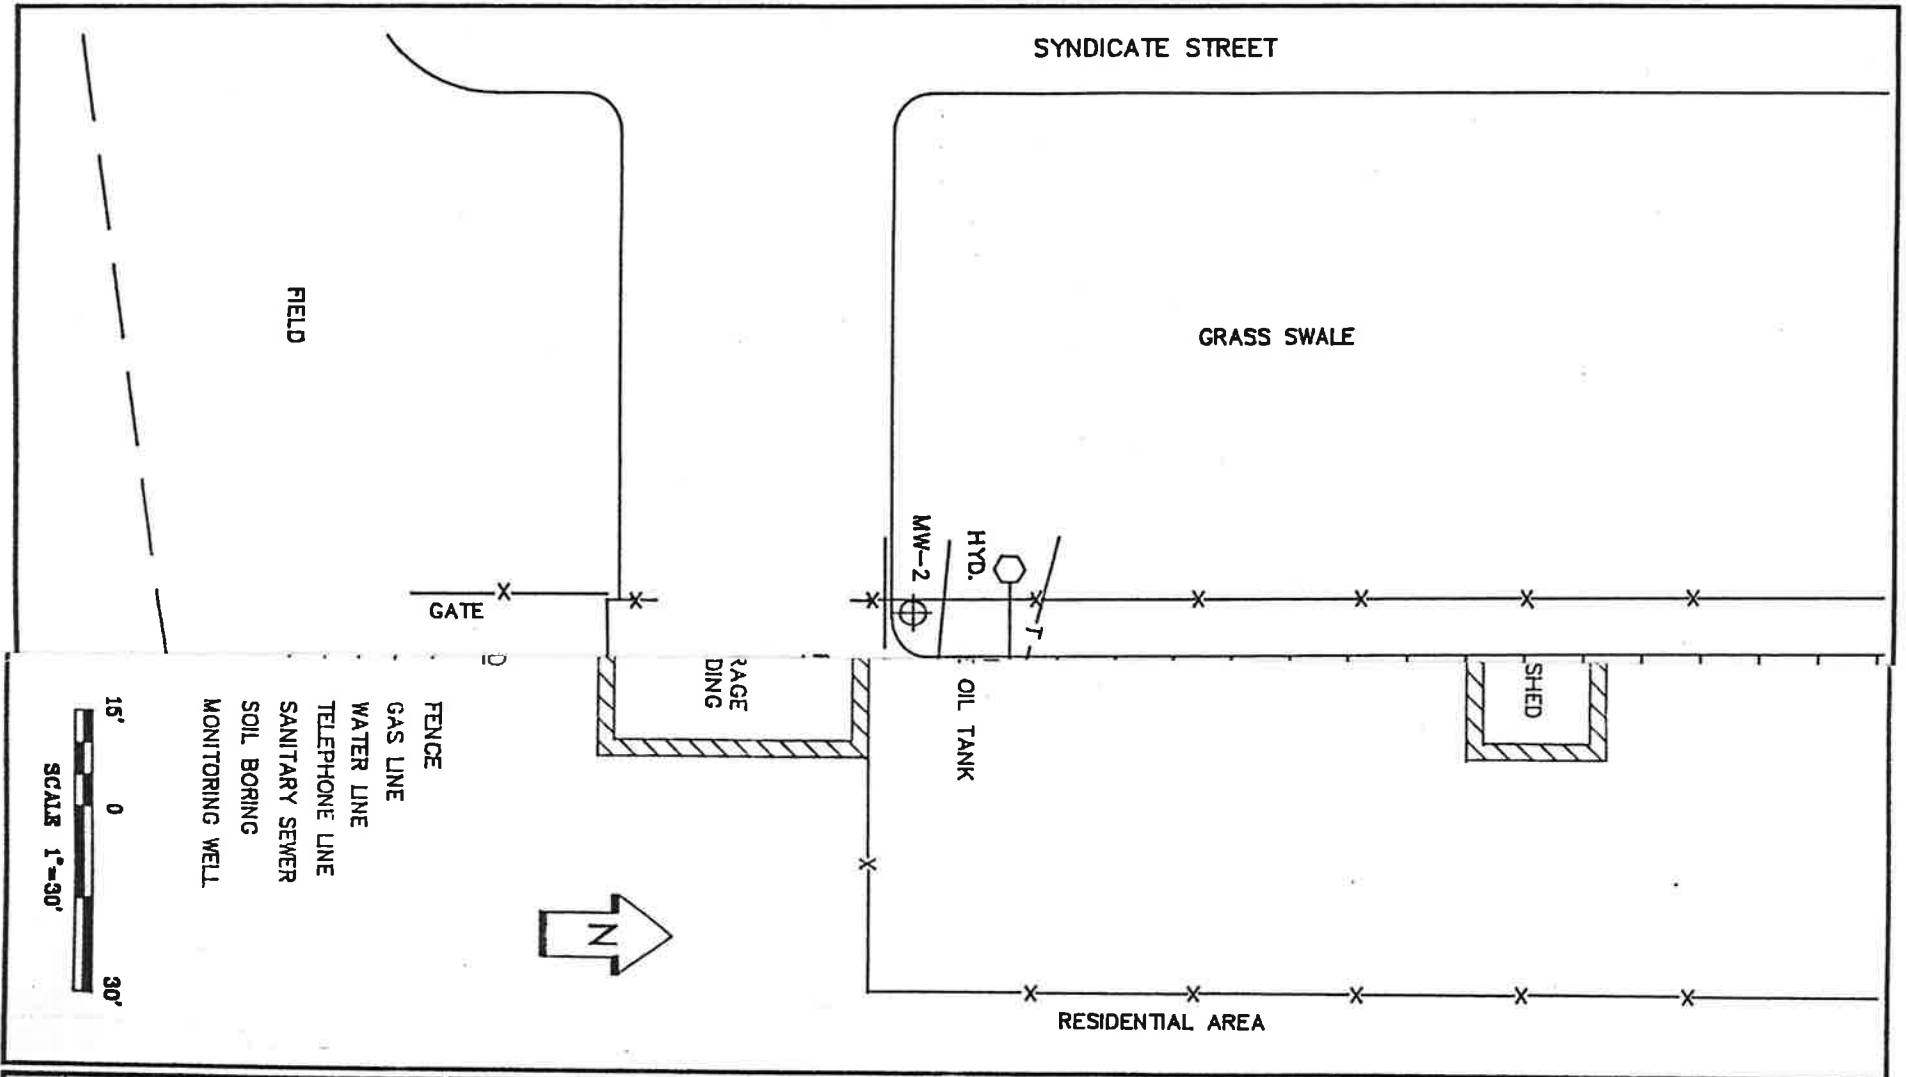 SYNDICATE STREET
FIELD
GRASS SWALE
MW-2
HYD.
T
GATE
RAGE
DING
OIL TANK
SHED
FENCE
GAS LINE
WATER LINE
TELEPHONE LINE
SANITARY SEWER
SOIL BORING
MONITORING WELL
15' 0 30'
SCALE 1"=30'
N
RESIDENTIAL AREA